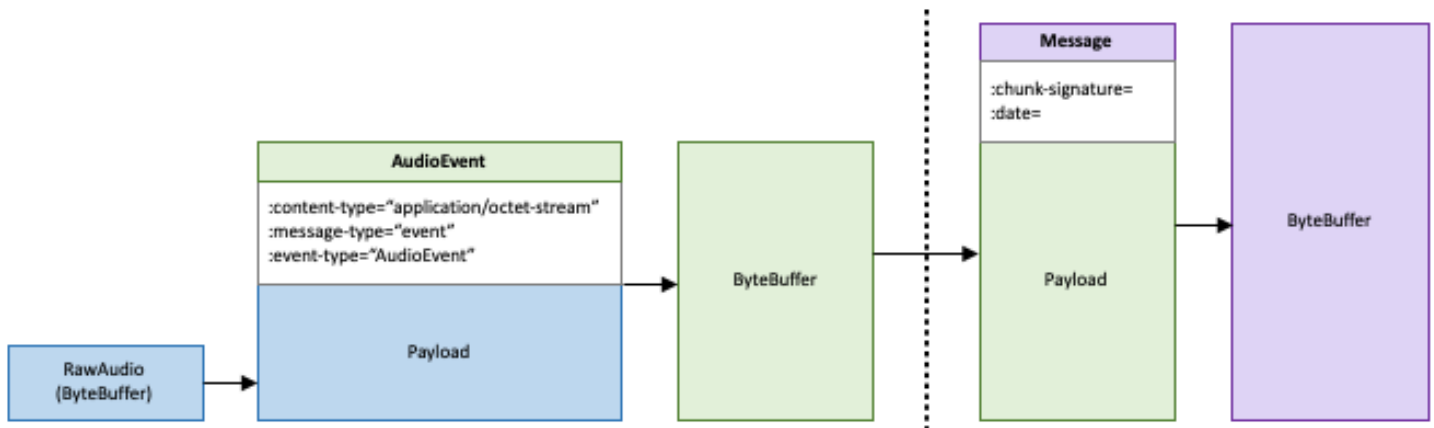 RawAudio
(ByteBuffer)
AudioEvent
:content-type=“application/octet-stream”
:message-type=“event”
:event-type=“AudioEvent”
Payload
ByteBuffer
Message
:chunk-signature=
:date=
Payload
ByteBuffer